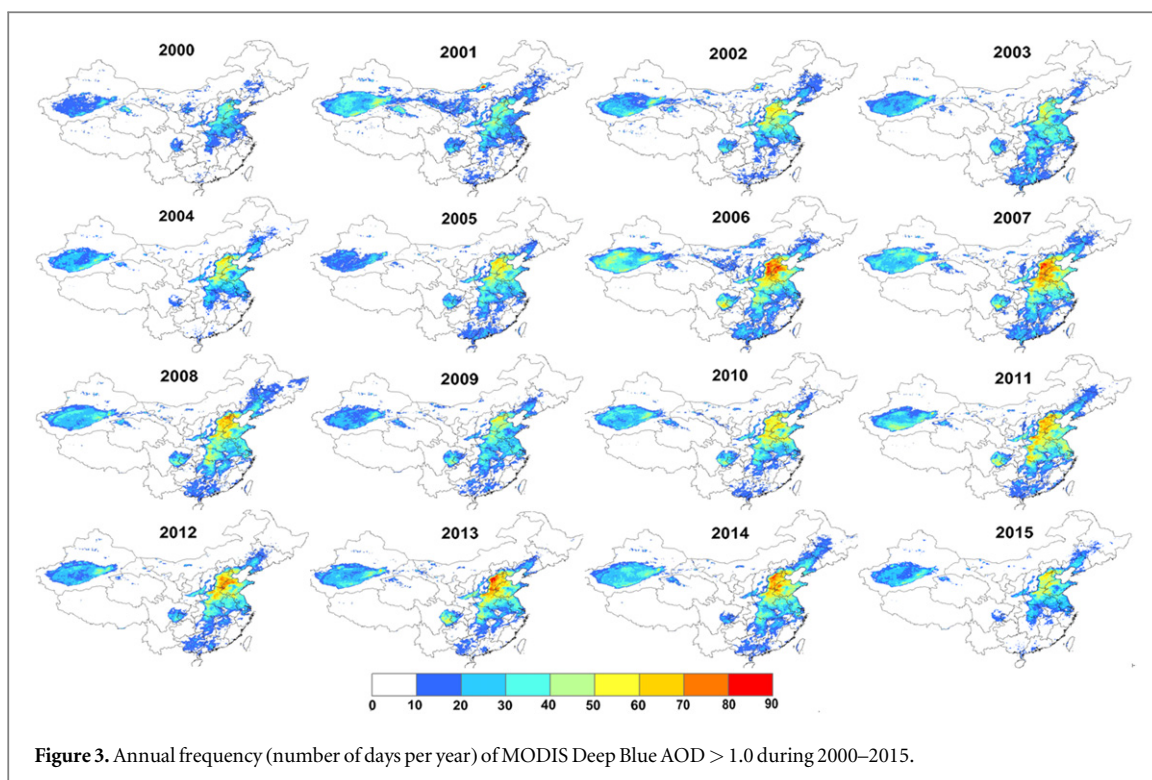 2000 2001 2002 2003
2004 2005 2006 2007
2008 2009 2010 2011
2012 2013 2014 2015
0 10 20 30 40 50 60 70 80 90
Figure 3. Annual frequency (number of days per year) of MODIS Deep Blue AOD > 1.0 during 2000–2015.